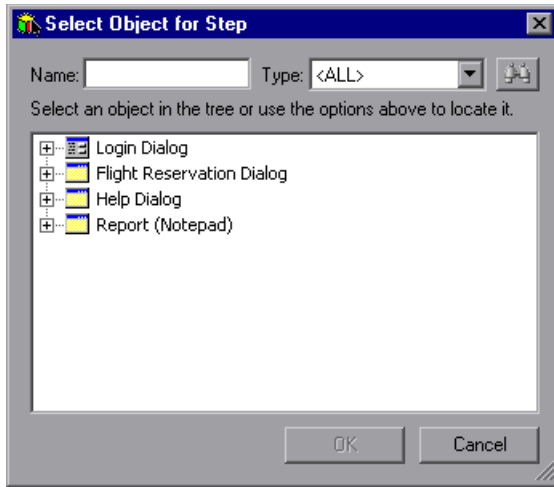 Select Object for Step
Name: Type: <ALL>
Select an object in the tree or use the options above to locate it.
Login Dialog
Flight Reservation Dialog
Help Dialog
Report (Notepad)
OK Cancel